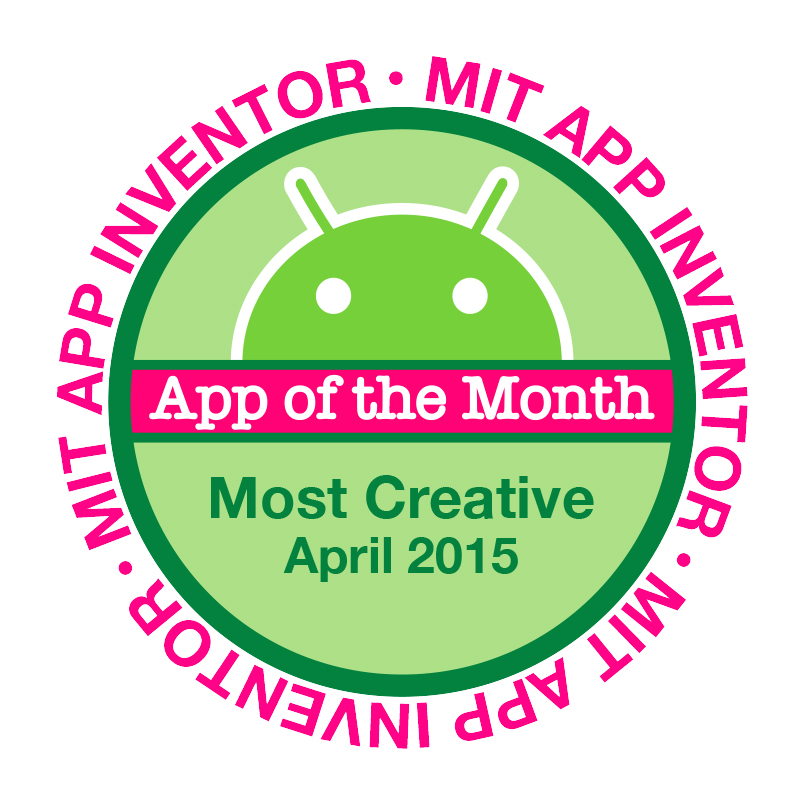 MIT APP INVENTOR • MIT APP INVENTOR • MIT APP INVENTOR •
App of the Month
Most Creative
April 2015